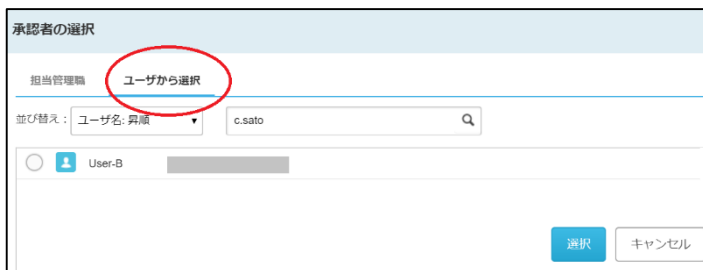 承認者の選択
担当管理職 ユーザから選択
並び替え： ユーザ名: 昇順 ▼ c.sato
User-B
選択 キャンセル